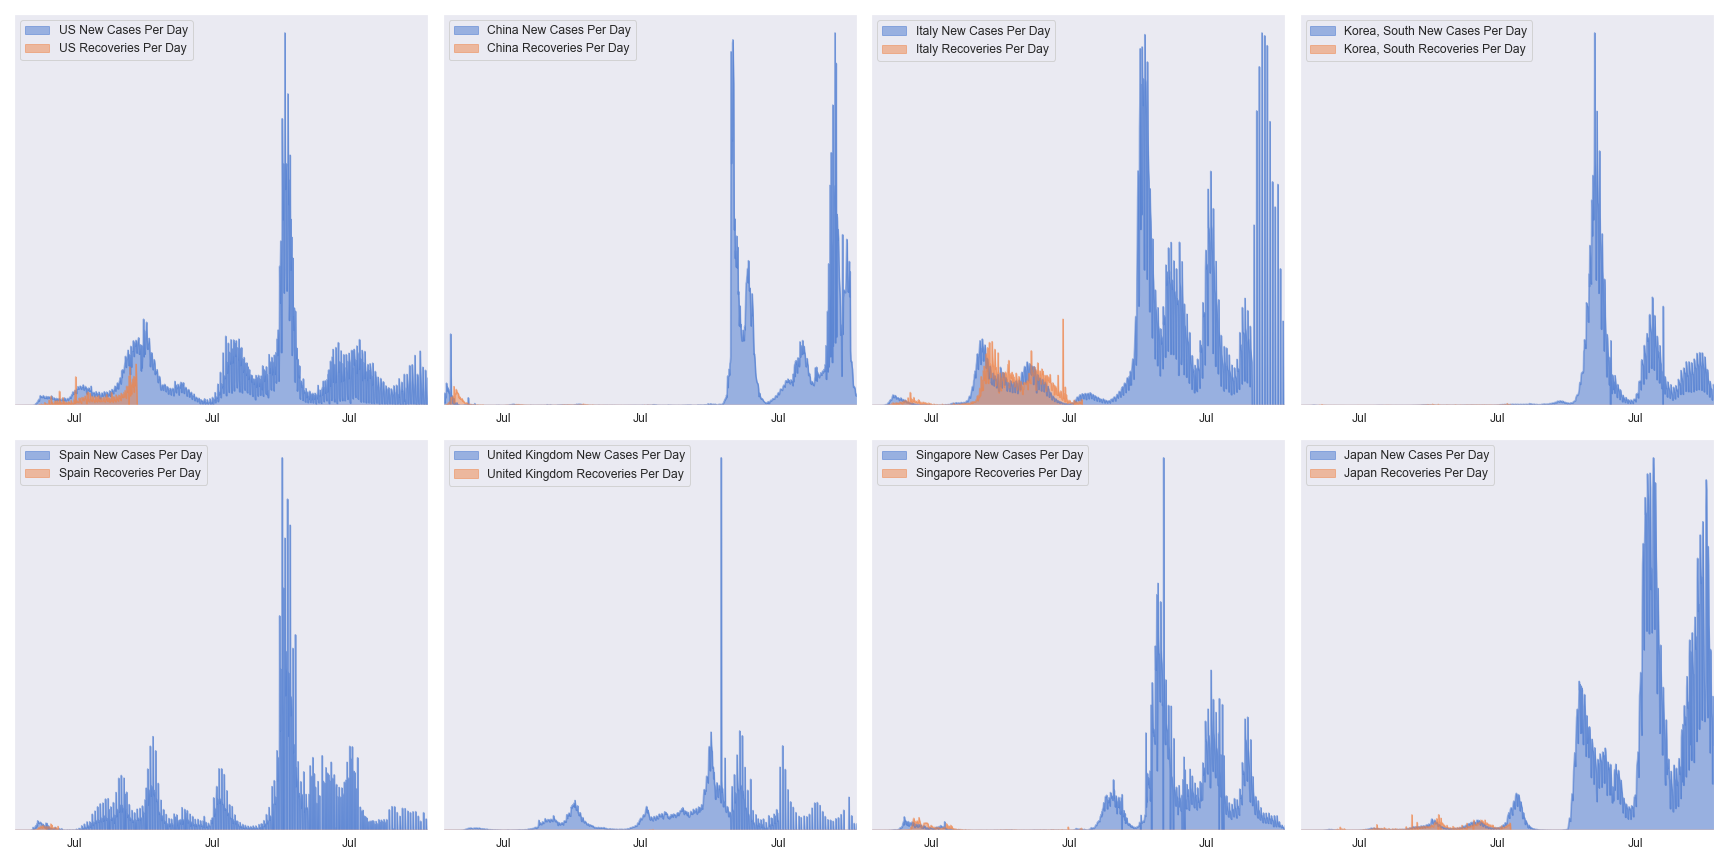 US New Cases Per Day
US Recoveries Per Day
Jul Jul Jul
China New Cases Per Day
China Recoveries Per Day
Jul Jul Jul
Italy New Cases Per Day
Italy Recoveries Per Day
Jul Jul Jul
Korea, South New Cases Per Day
Korea, South Recoveries Per Day
Jul Jul Jul
Spain New Cases Per Day
Spain Recoveries Per Day
Jul Jul Jul
United Kingdom New Cases Per Day
United Kingdom Recoveries Per Day
Jul Jul Jul
Singapore New Cases Per Day
Singapore Recoveries Per Day
Jul Jul Jul
Japan New Cases Per Day
Japan Recoveries Per Day
Jul Jul Jul